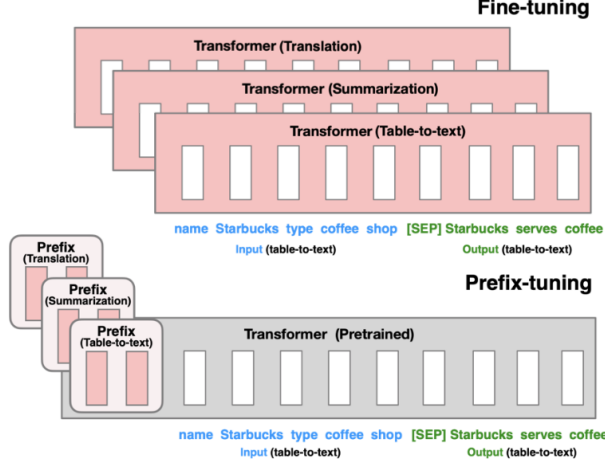 Fine-tuning
Transformer (Translation)
Transformer (Summarization)
Transformer (Table-to-text)
name Starbucks type coffee shop [SEP] Starbucks serves coffee
Input (table-to-text) Output (table-to-text)
Prefix
(Translation)
Prefix-tuning
Prefix
(Summarization)
Prefix
(Table-to-text)
Transformer (Pretrained)
name Starbucks type coffee shop [SEP] Starbucks serves coffee
Input (table-to-text) Output (table-to-text)